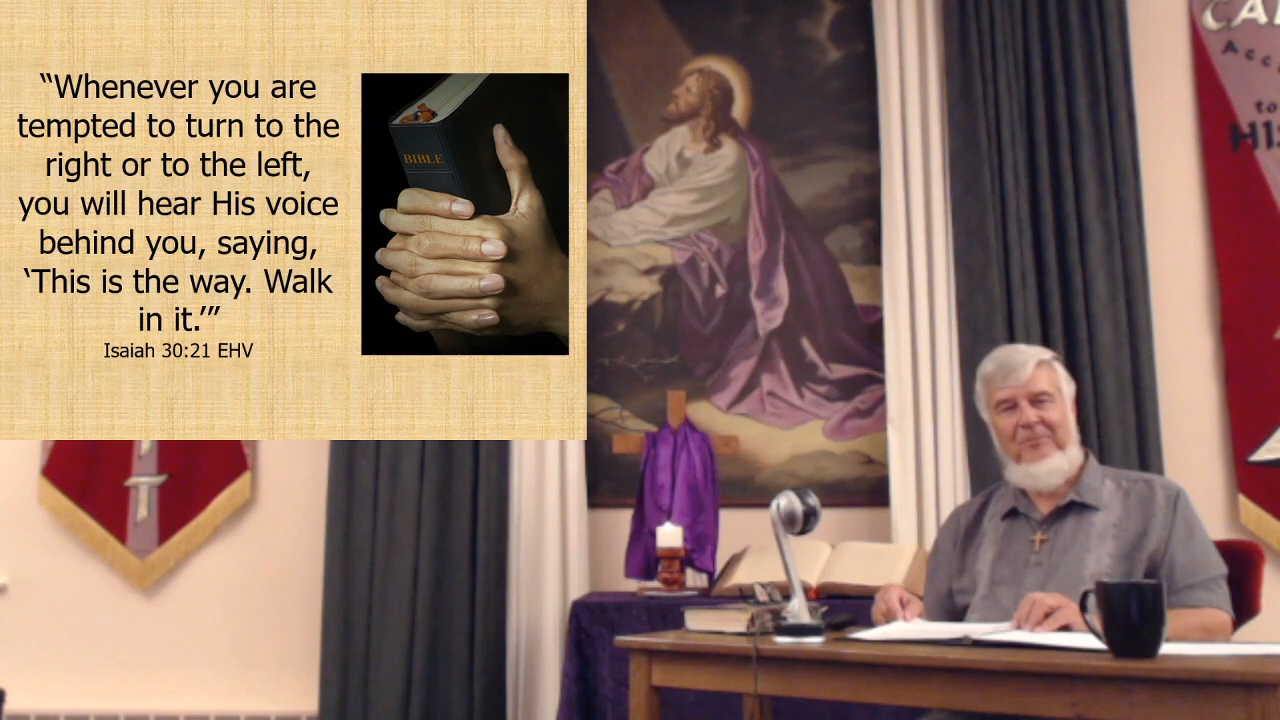 “Whenever you are
tempted to turn to the
right or to the left,
you will hear His voice
behind you, saying,
‘This is the way. Walk
in it.’”
Isaiah 30:21 EHV
BIBLE
to